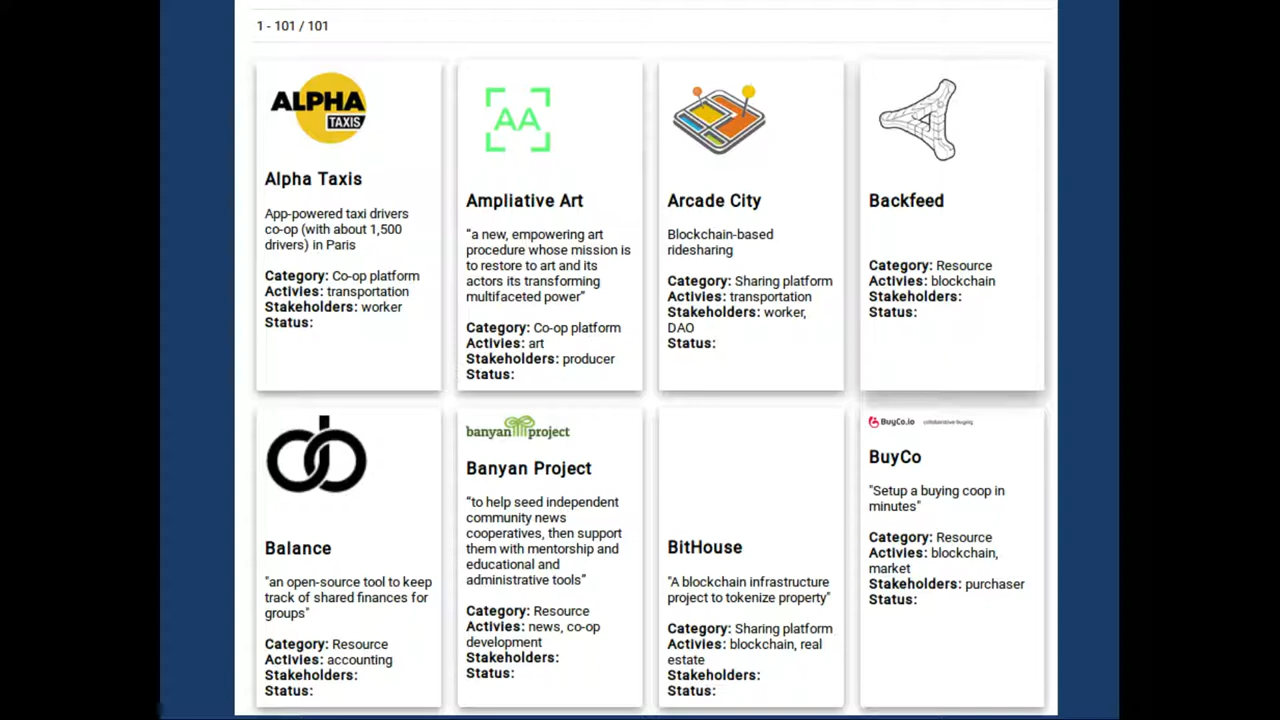 1 - 101 / 101
ALPHA
TAXIS
Alpha Taxis
App-powered taxi drivers
co-op (with about 1,500
drivers) in Paris
Category: Co-op platform
Activies: transportation
Stakeholders: worker
Status:
AA
Ampliative Art
“a new, empowering art
procedure whose mission is
to restore to art and its
actors its transforming
multifaceted power”
Category: Co-op platform
Activies: art
Stakeholders: producer
Status:
Arcade City
Blockchain-based
ridesharing
Category: Sharing platform
Activies: transportation
Stakeholders: worker,
DAO
Status:
Backfeed
Category: Resource
Activies: blockchain
Stakeholders:
Status:
Balance
"an open-source tool to keep
track of shared finances for
groups"
Category: Resource
Activies: accounting
Stakeholders:
Status:
banyan project
Banyan Project
“to help seed independent
community news
cooperatives, then support
them with mentorship and
educational and
administrative tools”
Category: Resource
Activies: news, co-op
development
Stakeholders:
Status:
BitHouse
"A blockchain infrastructure
project to tokenize property"
Category: Sharing platform
Activies: blockchain, real
estate
Stakeholders:
Status:
BuyCo.io collaborative buying
BuyCo
"Setup a buying coop in
minutes"
Category: Resource
Activies: blockchain,
market
Stakeholders: purchaser
Status: